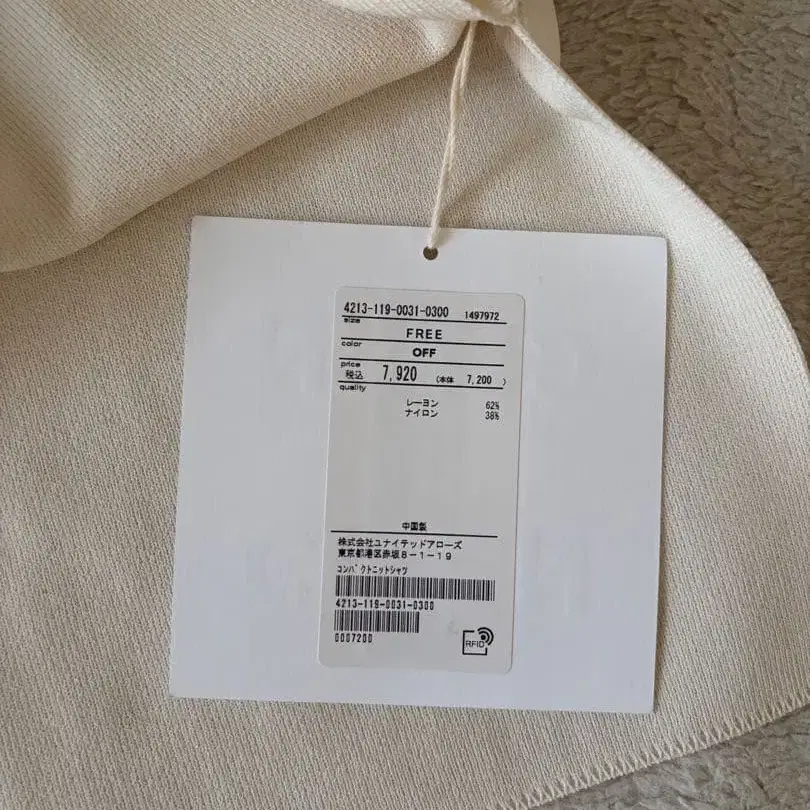 4213-119-0031-0300 1497972
size
FREE
color
OFF
price
税込 7,920 (本体 7,200 )
quality
レーヨン 62%
ナイロン 38%
中国製
株式会社ユナイテッドアローズ
東京都港区赤坂8-1-19
コンパクトニットシャツ
4213-119-0031-0300
0007200
RFID